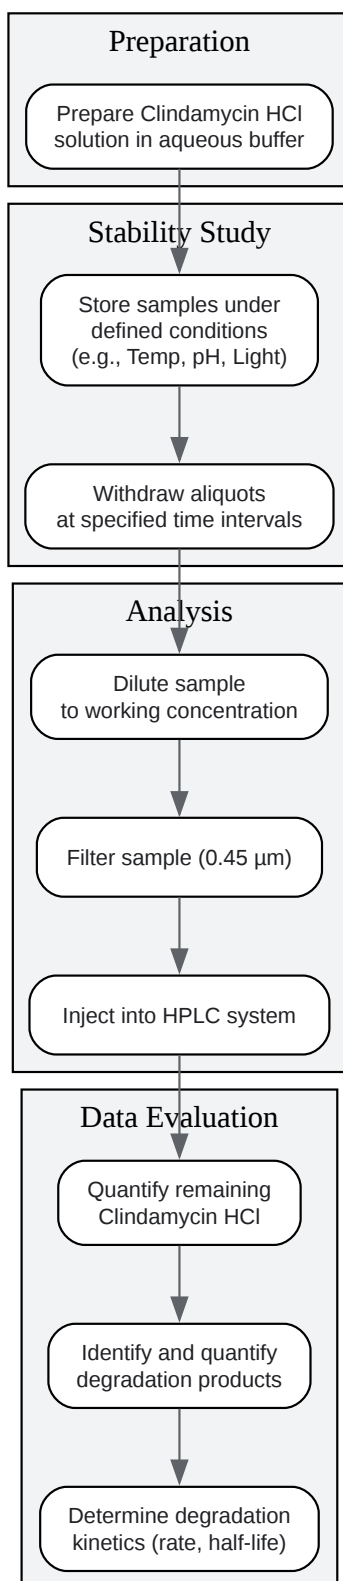 Preparation
Prepare Clindamycin HCl
solution in aqueous buffer
Stability Study
Store samples under
defined conditions
(e.g., Temp, pH, Light)
Withdraw aliquots
at specified time intervals
Analysis
Dilute sample
to working concentration
Filter sample (0.45 µm)
Inject into HPLC system
Data Evaluation
Quantify remaining
Clindamycin HCl
Identify and quantify
degradation products
Determine degradation
kinetics (rate, half-life)